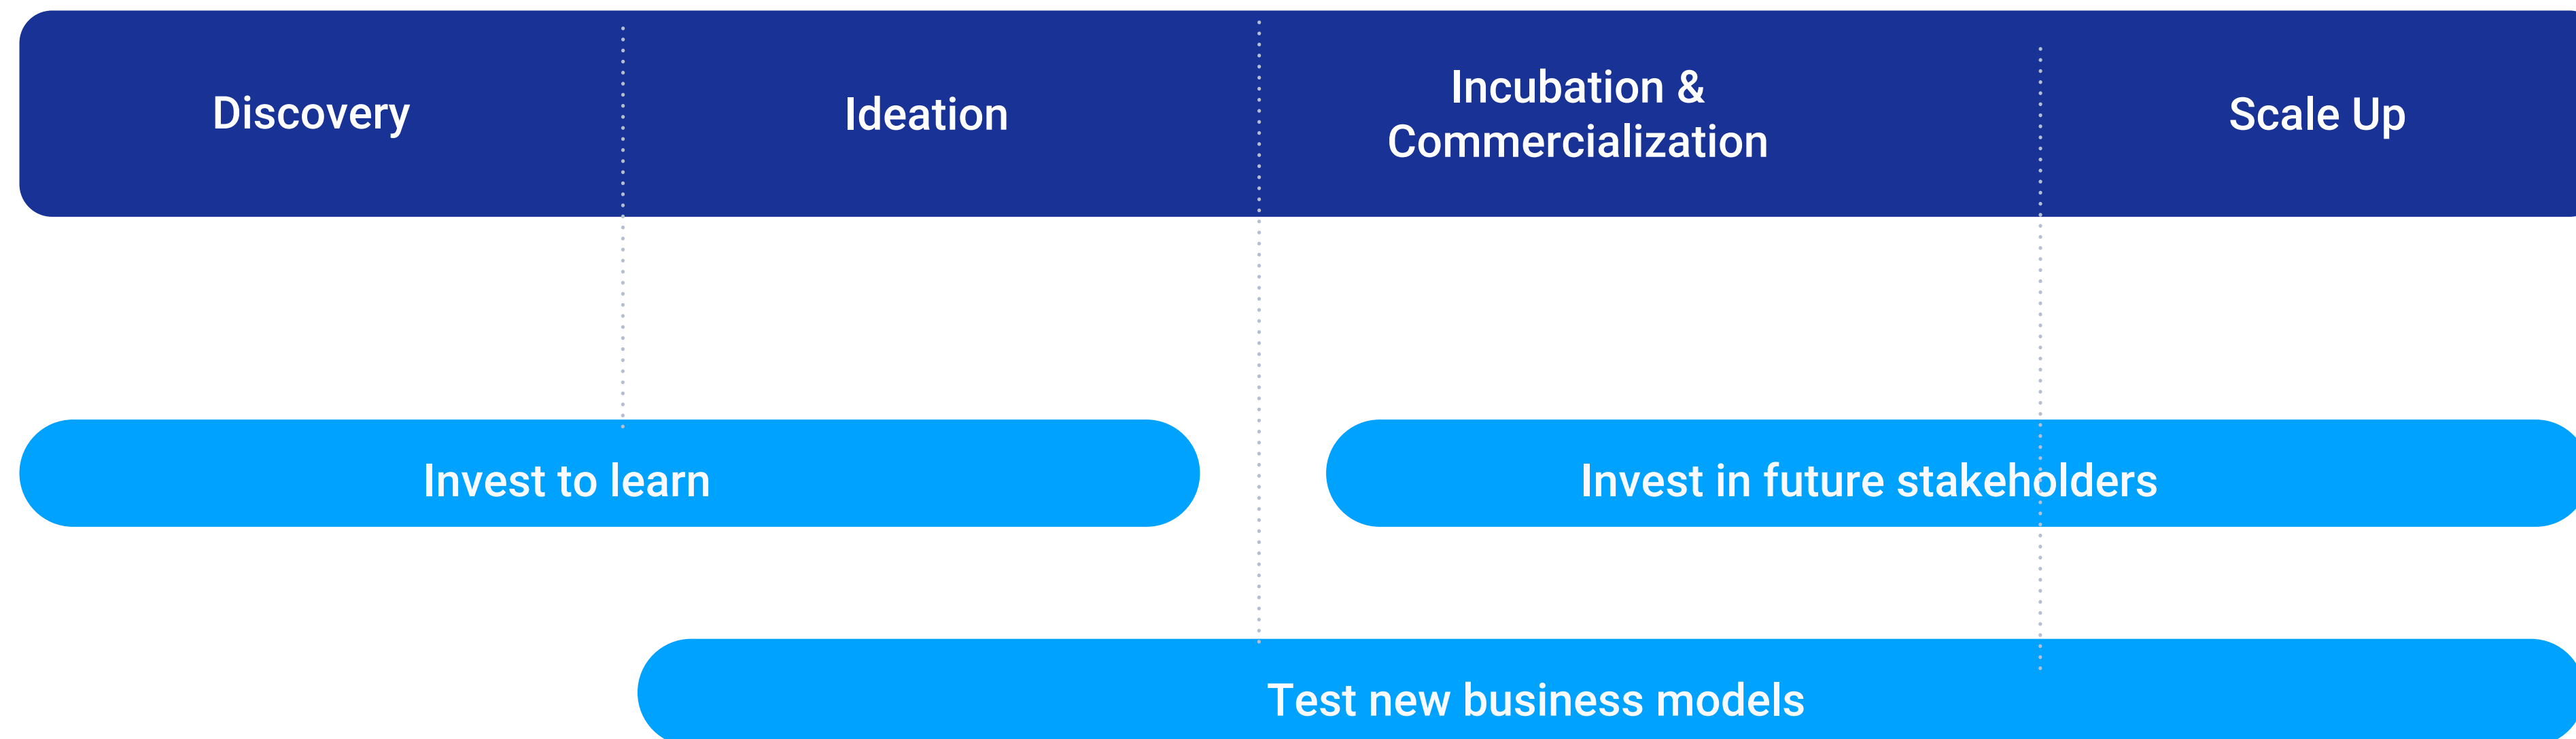 Discovery
Ideation
Incubation &
Commercialization
Scale Up
Invest to learn
Invest in future stakeholders
Test new business models